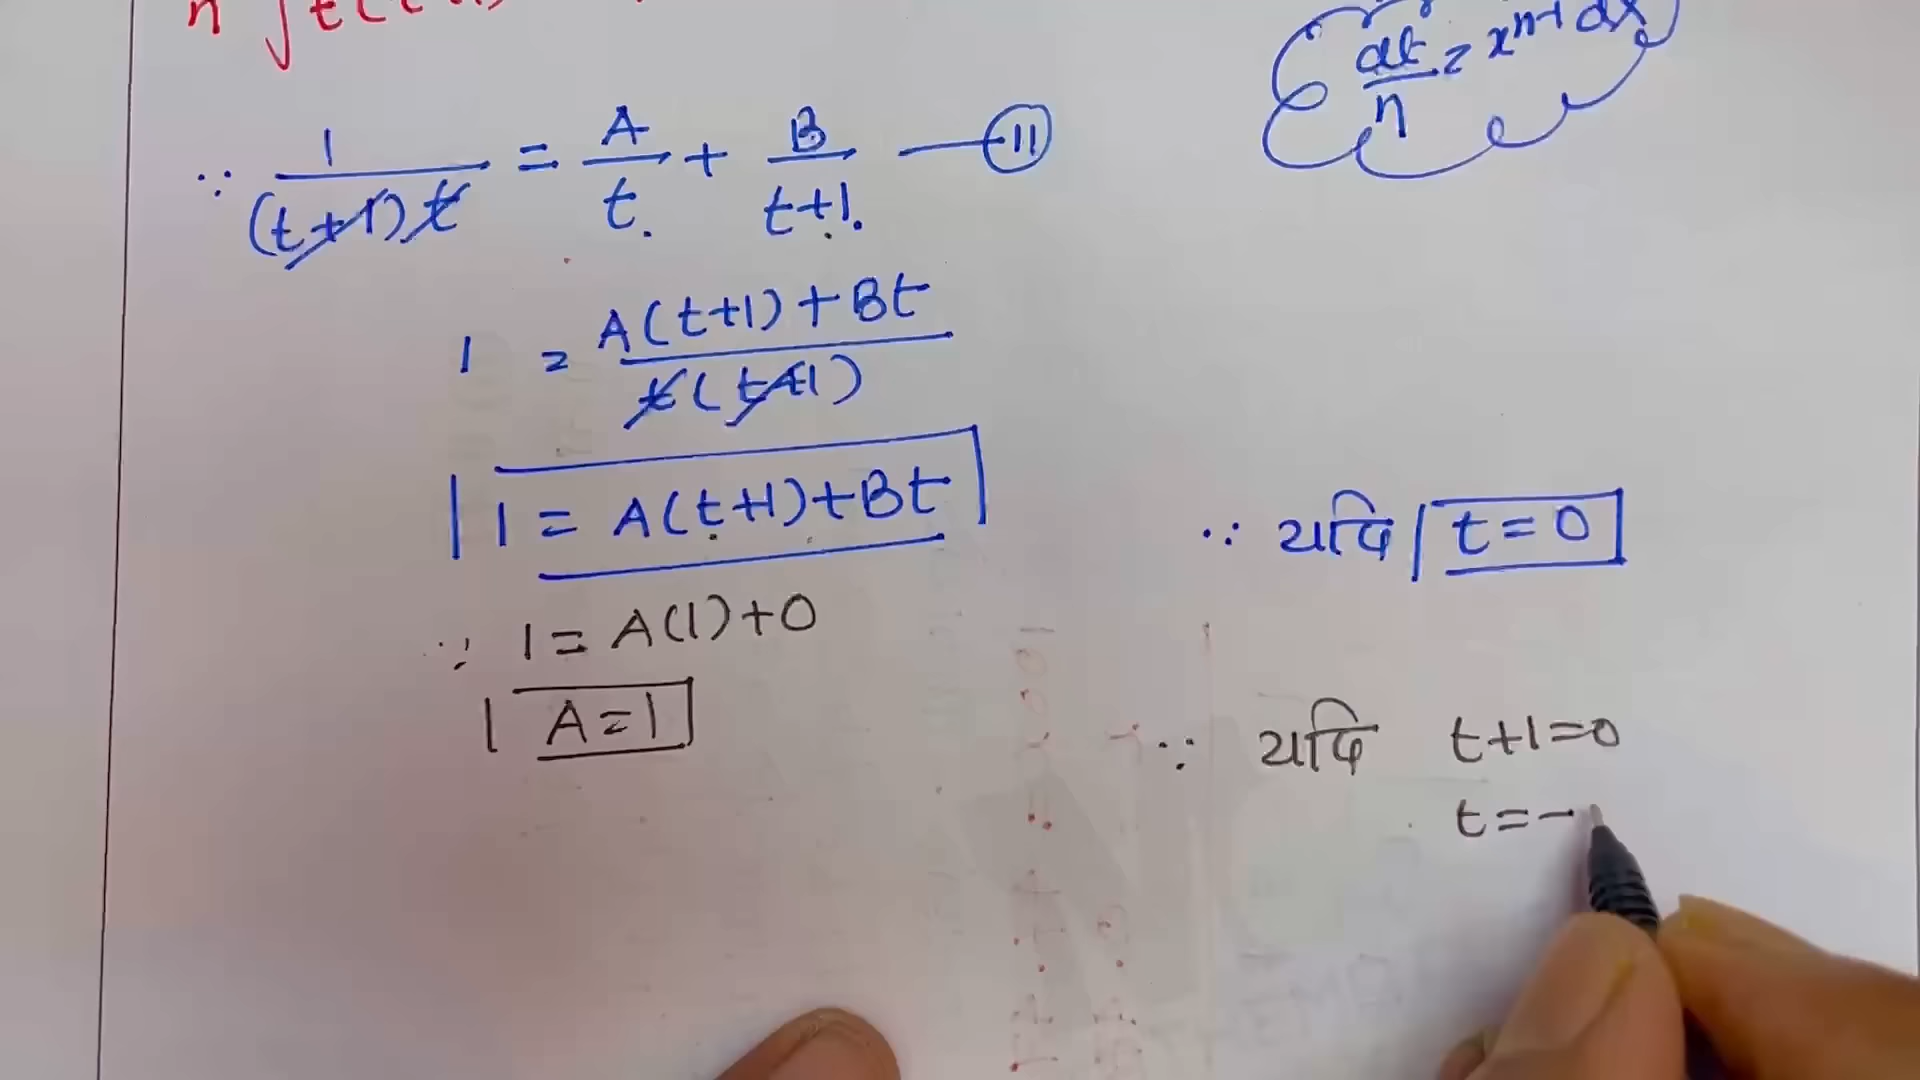 dt/n = xⁿ⁻¹ dx
∵ 1/(t+1)t = A/t + B/t+1 — (11)
1 = A(t+1)+Bt/t(t+1)
1 = A(t+1)+Bt
∵ यदि t=0
∵ 1 = A(1)+0
A=1
∵ यदि t+1=0
t=-